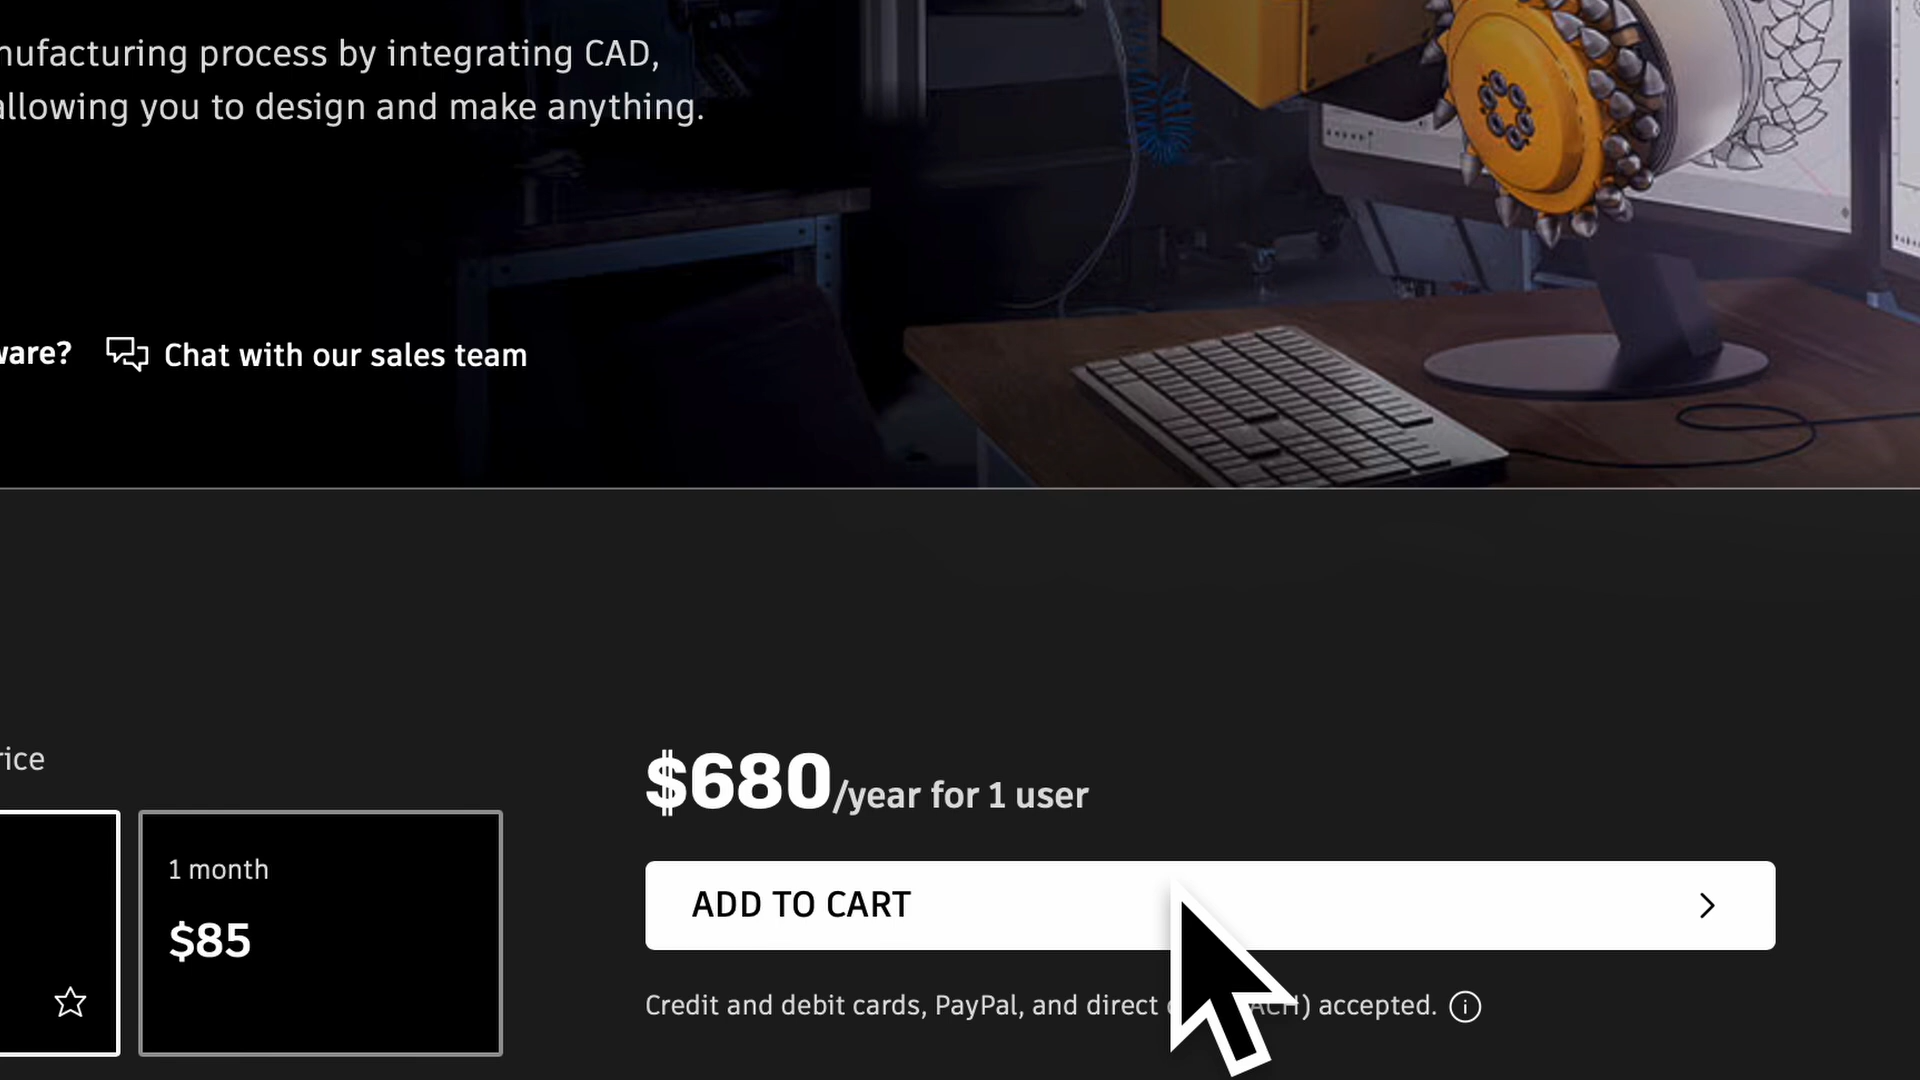 nufacturing process by integrating CAD,
allowing you to design and make anything.
ware?
Chat with our sales team
rice
$680/year for 1 user
1 month
$85
ADD TO CART
Credit and debit cards, PayPal, and direct ACH) accepted.